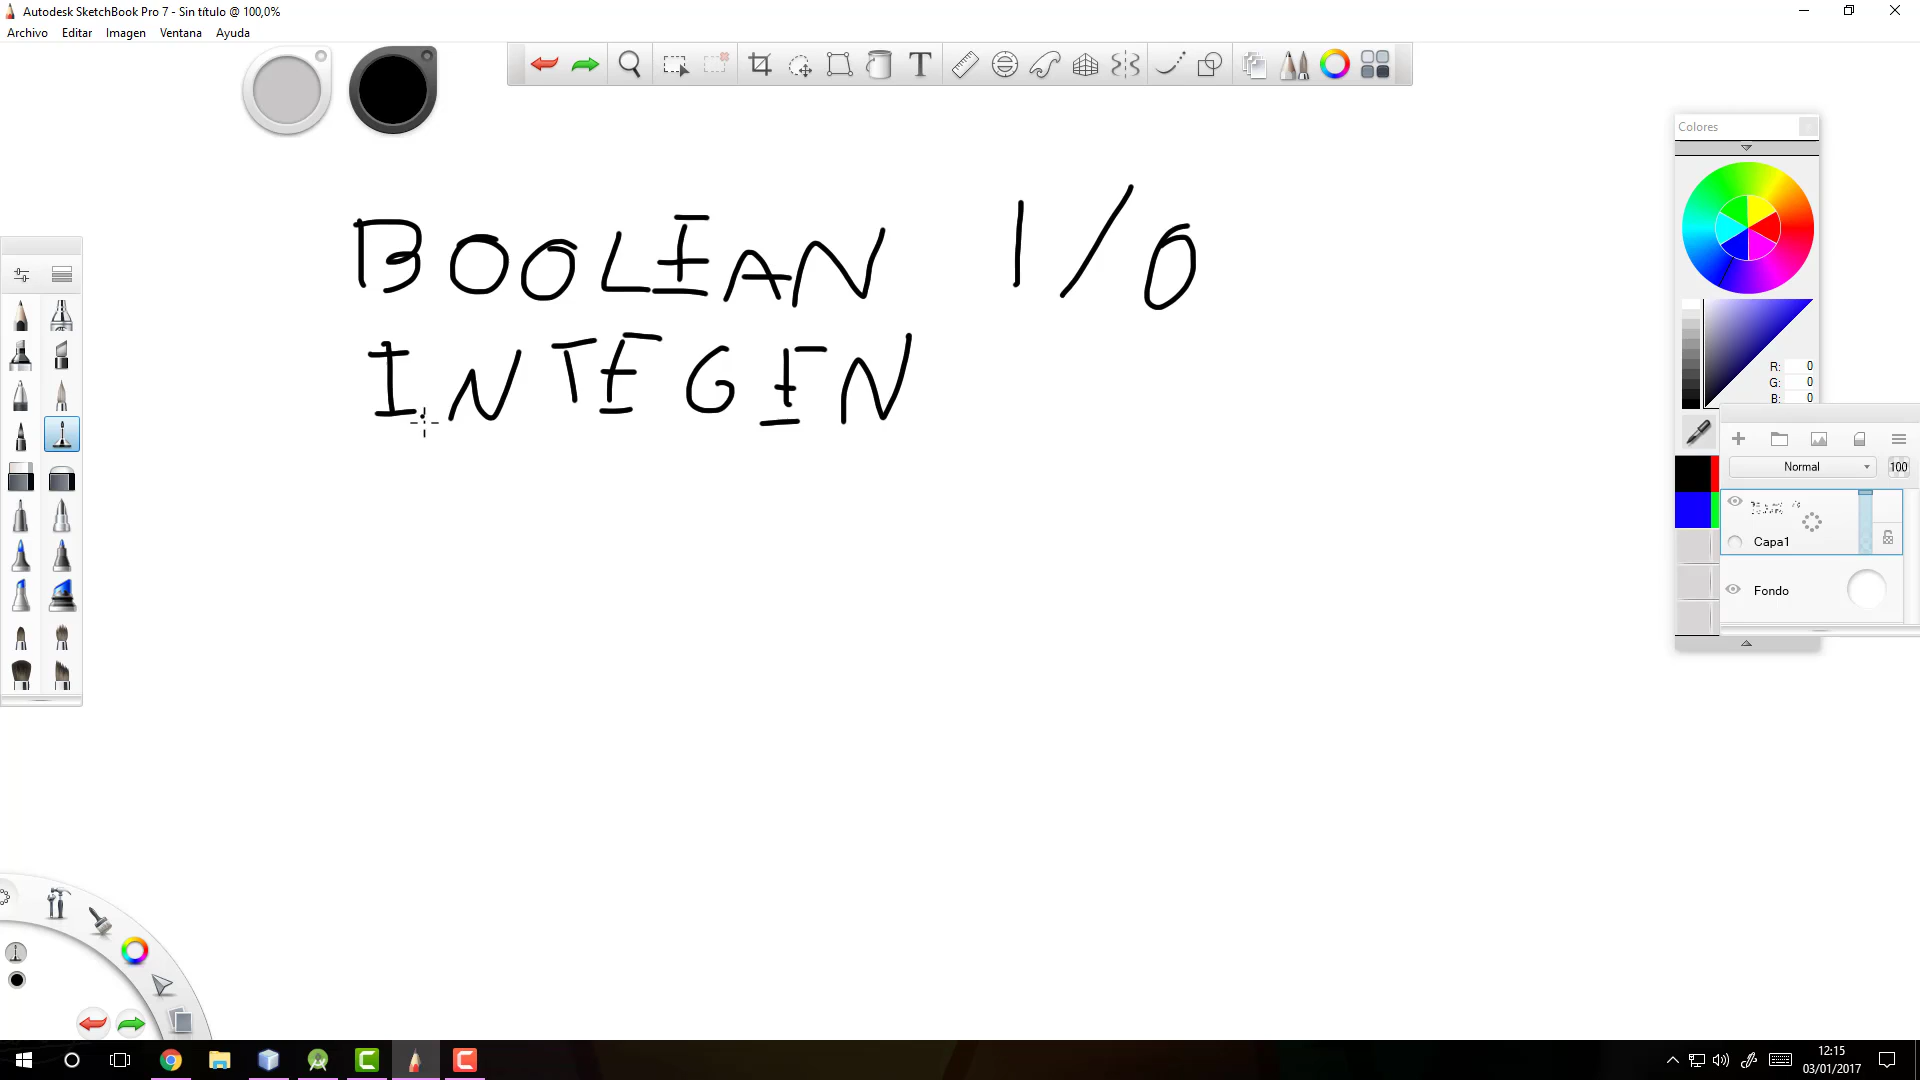 Autodesk SketchBook Pro 7 - Sin título @ 100,0%
Archivo Editar Imagen Ventana Ayuda
T
Colores
BOOLEAN 1/0
INTEGEN
R: 0
G: 0
B: 0
Normal 100
Capa1
Fondo
12:15
03/01/2017